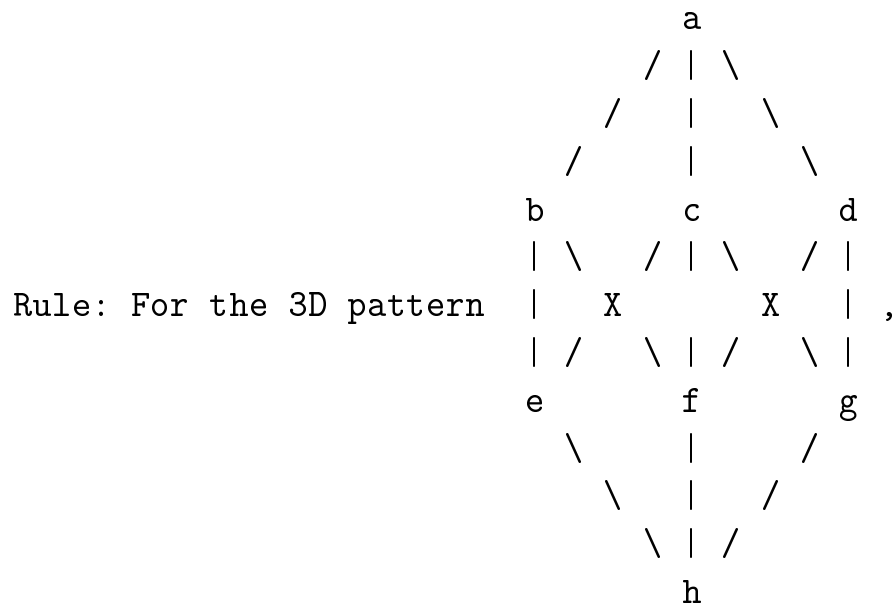 a
/ | \
/ | \
/ | \
b c d
| \ / | \ / |
Rule: For the 3D pattern | X X | ,
| / \ | / \ |
e f g
\ | /
\ | /
\ | /
h